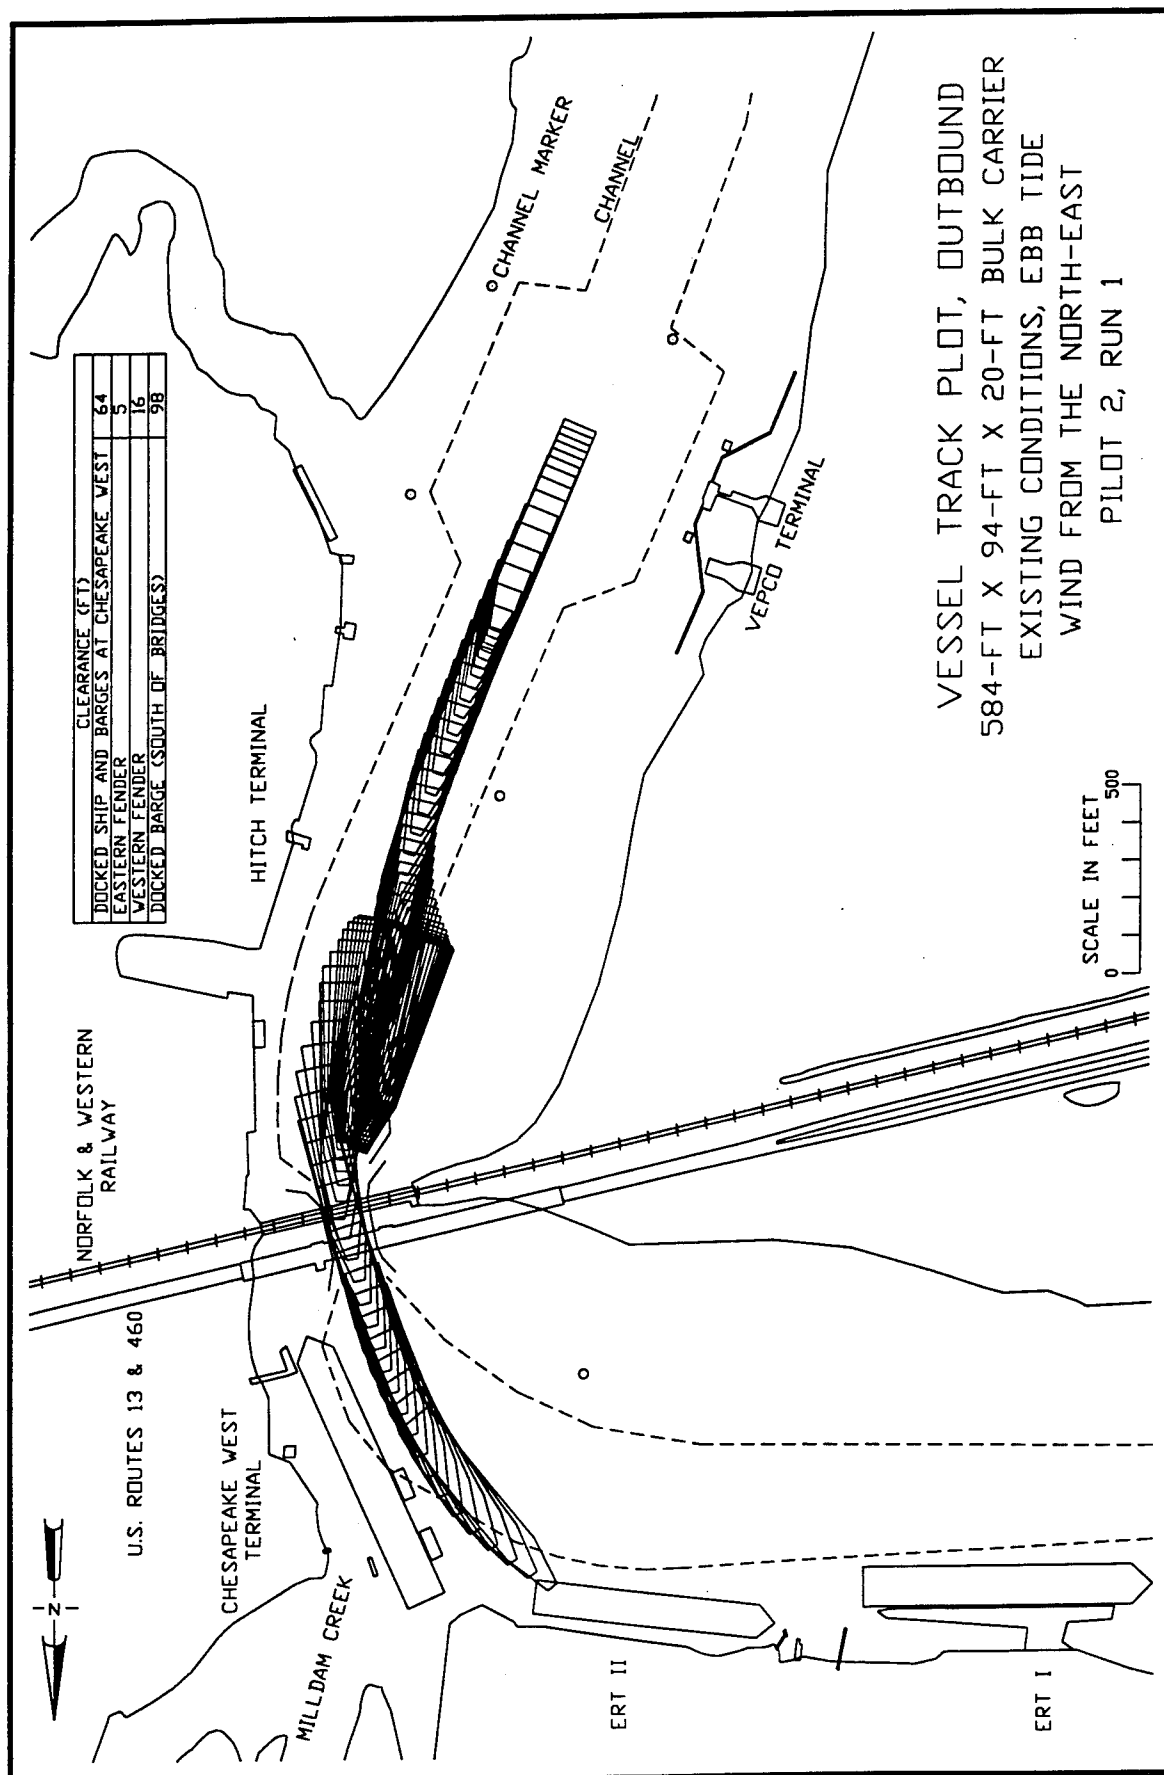 CLEARANCE (FT)
DOCKED SHIP AND BARGES AT CHESAPEAKE WEST 64
EASTERN FENDER 5
WESTERN FENDER 16
DOCKED BARGE (SOUTH OF BRIDGES) 98
N
U.S. ROUTES 13 & 460
NORFOLK & WESTERN
RAILWAY
HITCH TERMINAL
CHESAPEAKE WEST
TERMINAL
MILLDAM CREEK
CHANNEL MARKER
CHANNEL
VEPCO TERMINAL
ERT II
ERT I
SCALE IN FEET
0 500
VESSEL TRACK PLOT, OUTBOUND
584-FT X 94-FT X 20-FT BULK CARRIER
EXISTING CONDITIONS, EBB TIDE
WIND FROM THE NORTH-EAST
PILOT 2, RUN 1